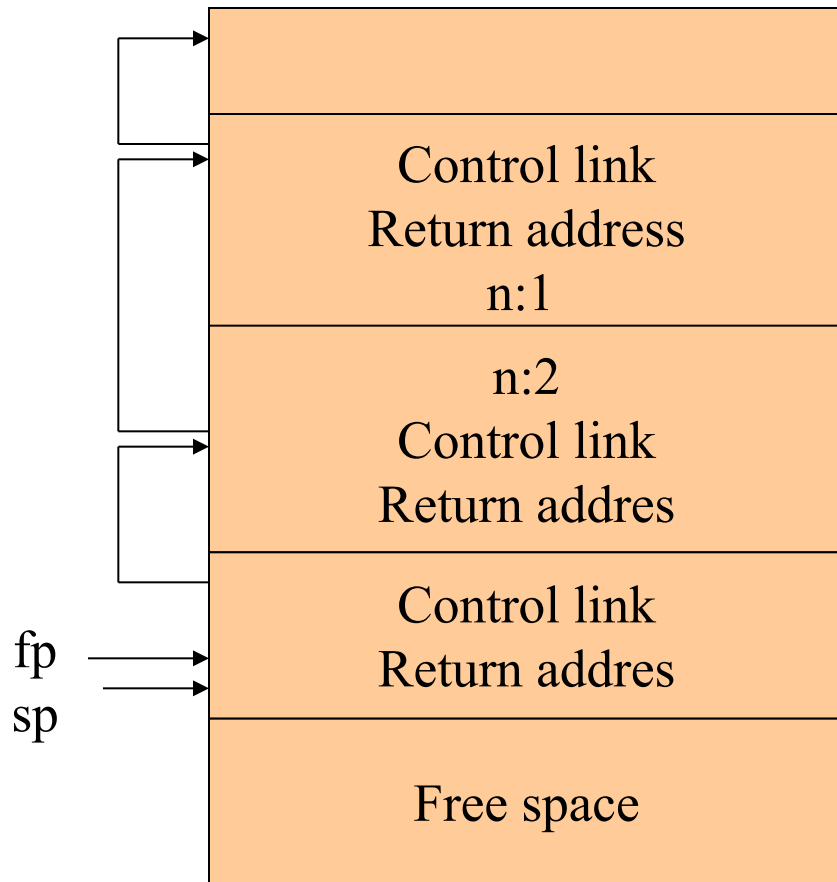 Control link
Return address
n:1
n:2
Control link
Return addres
Control link
Return addres
fp
sp
Free space